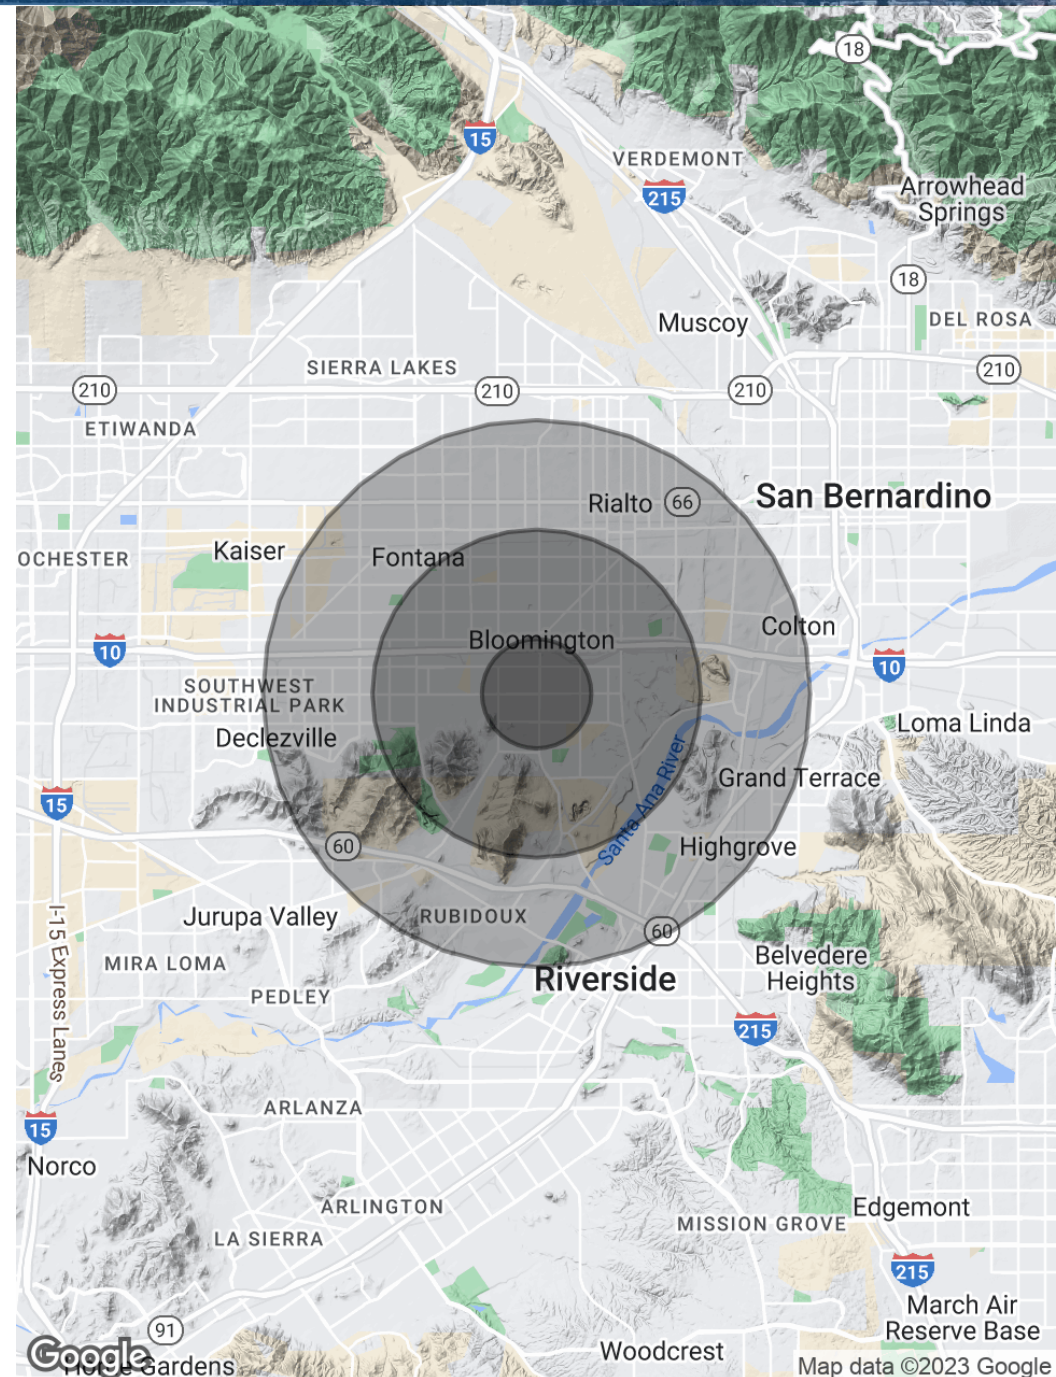 18
15
VERDEMONT
215
Arrowhead
Springs
18
Muscoy
DEL ROSA
SIERRA LAKES
210
210
210
210
ETIWANDA
Rialto
66
San Bernardino
OCHESTER
Kaiser
Fontana
Bloomington
Colton
10
10
SOUTHWEST
INDUSTRIAL PARK
Declezville
Loma Linda
Santa Ana River
Grand Terrace
15
60
Highgrove
Jurupa Valley
RUBIDOUX
60
I-15 Express Lanes
MIRA LOMA
Belvedere
Heights
Riverside
PEDLEY
215
ARLANZA
15
Norco
ARLINGTON
Edgemont
MISSION GROVE
LA SIERRA
215
March Air
Reserve Base
91
Woodcrest
Google
Gardens
Map data ©2023 Google